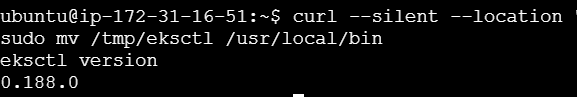 ubuntu@ip-172-31-16-51:~$ curl --silent --location "
sudo mv /tmp/eksctl /usr/local/bin
eksctl version
0.188.0